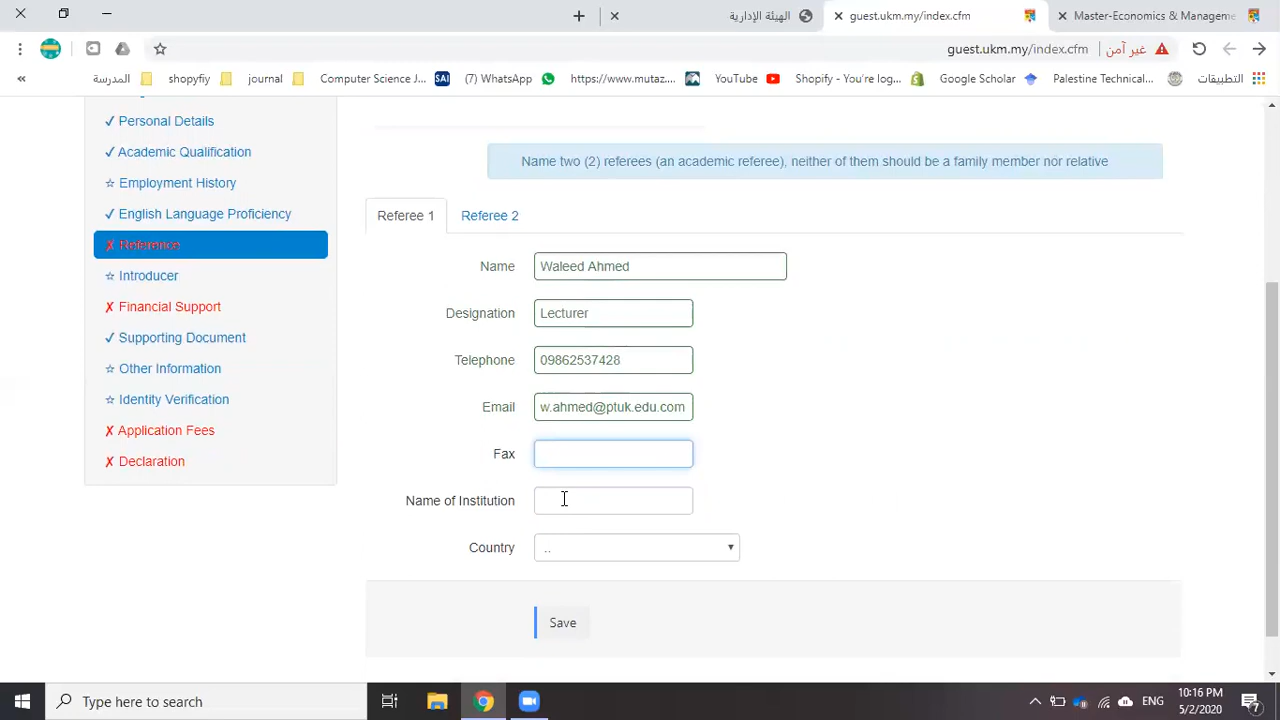 الهيئة الإدارية
guest.ukm.my/index.cfm
Master-Economics & Manageme
guest.ukm.my/index.cfm
غير آمن
«
المدرسة
shopyfiy
journal
Computer Science J...
SAI
(7) WhatsApp
https://www.mutaz....
YouTube
Shopify - You're log...
Google Scholar
Palestine Technical...
التطبيقات
✓ Personal Details
✓ Academic Qualification
☆ Employment History
✓ English Language Proficiency
✗ Reference
☆ Introducer
✗ Financial Support
✓ Supporting Document
☆ Other Information
☆ Identity Verification
✗ Application Fees
✗ Declaration
Name two (2) referees (an academic referee), neither of them should be a family member nor relative
Referee 1
Referee 2
Name
Waleed Ahmed
Designation
Lecturer
Telephone
09862537428
Email
w.ahmed@ptuk.edu.com
Fax
Name of Institution
Country
..
Save
Type here to search
ENG
10:16 PM
5/2/2020
7